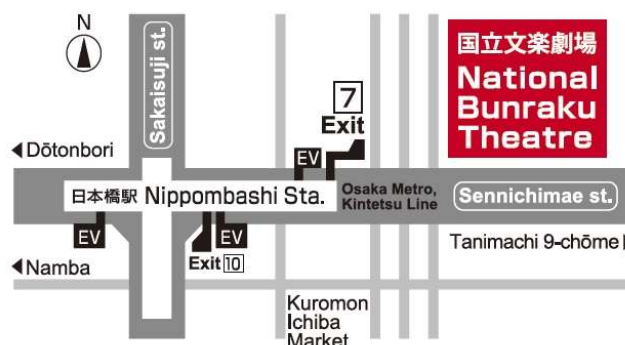 N
Sakaisuji st.
国立文楽劇場
National
Bunraku
Theatre
7
Exit
◀Dōtonbori
EV
日本橋駅 Nippombashi Sta.
Osaka Metro,
Kintetsu Line
Sennichimae st.
EV
EV
Exit 10
Tanimachi 9-chōme
◀Namba
Kuromon
Ichiba
Market